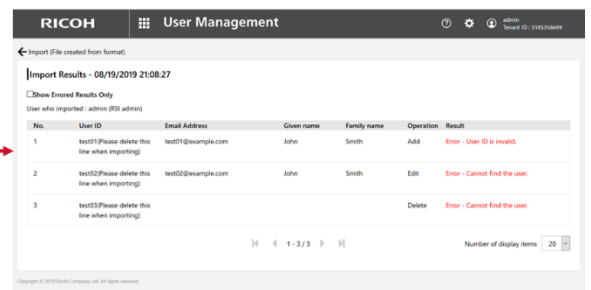 RICOH User Management admin
Tenant ID : 3185358699
Import (File created from format)
Import Results - 08/19/2019 21:08:27
Show Errored Results Only
User who imported : admin (RSI admin)
No. User ID Email Address Given name Family name Operation Result
1 test01(Please delete this test01@example.com John Smith Add Error - User ID is invalid.
line when importing)
2 test02(Please delete this test02@example.com John Smith Edit Error - Cannot find the user.
line when importing)
3 test03(Please delete this Delete Error - Cannot find the user.
line when importing)
1 - 3 / 3 Number of display items 20
Copyright © 2019 Ricoh Company, Ltd. All rights reserved.